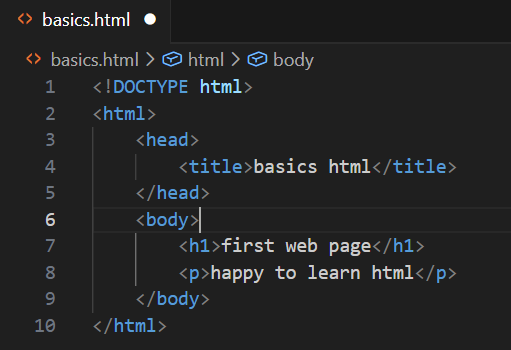 basics.html
basics.html > html > body
1 <!DOCTYPE html>
2 <html>
3     <head>
4         <title>basics html</title>
5     </head>
6     <body>
7         <h1>first web page</h1>
8         <p>happy to learn html</p>
9     </body>
10 </html>